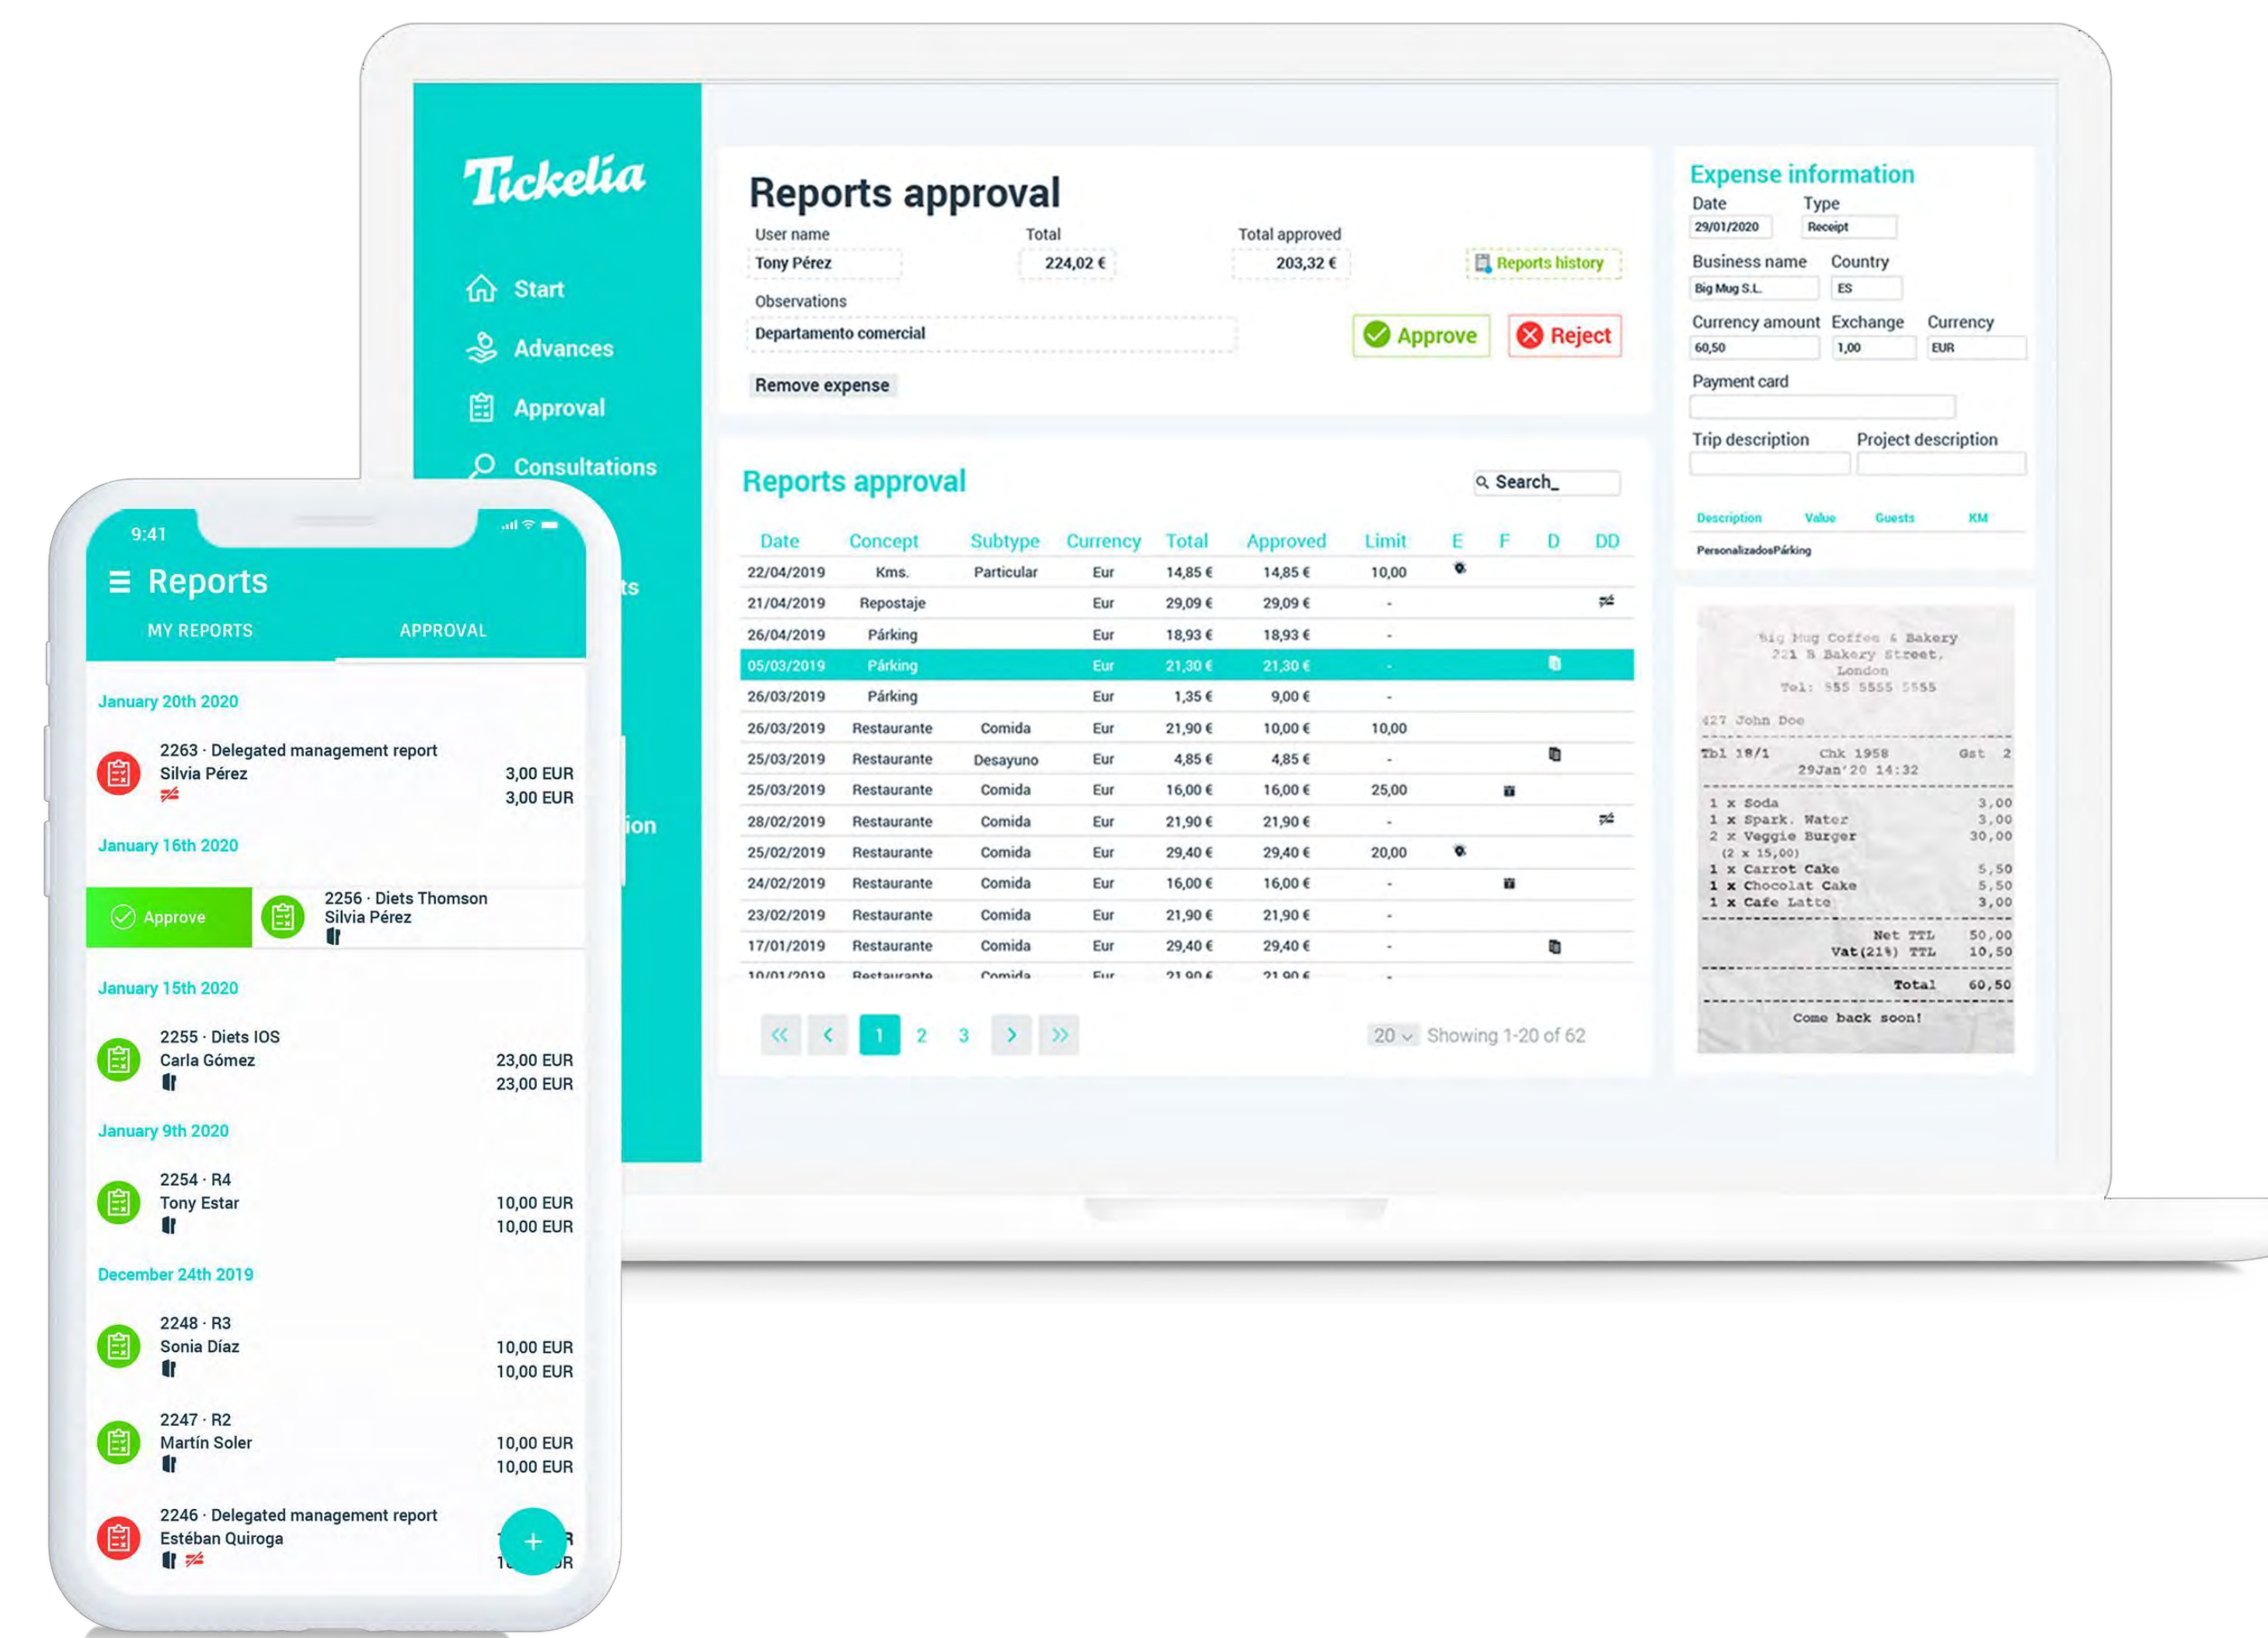 Tickelia
Start
Advances
Approval
Consultations
ts
ion
Reports approval
User name Total Total approved
Tony Pérez 224,02 € 203,32 € Reports history
Observations
Departamento comercial Approve Reject
Remove expense
Reports approval Search_
Date Concept Subtype Currency Total Approved Limit E F D DD
22/04/2019 Kms. Particular Eur 14,85 € 14,85 € 10,00
21/04/2019 Repostaje Eur 29,09 € 29,09 € -
26/04/2019 Párking Eur 18,93 € 18,93 € -
05/03/2019 Párking Eur 21,30 € 21,30 € -
26/03/2019 Párking Eur 1,35 € 9,00 € -
26/03/2019 Restaurante Comida Eur 21,90 € 10,00 € 10,00
25/03/2019 Restaurante Desayuno Eur 4,85 € 4,85 € -
25/03/2019 Restaurante Comida Eur 16,00 € 16,00 € 25,00
28/02/2019 Restaurante Comida Eur 21,90 € 21,90 € -
25/02/2019 Restaurante Comida Eur 29,40 € 29,40 € 20,00
24/02/2019 Restaurante Comida Eur 16,00 € 16,00 € -
23/02/2019 Restaurante Comida Eur 21,90 € 21,90 € -
17/01/2019 Restaurante Comida Eur 29,40 € 29,40 € -
10/01/2019 Restaurante Comida Eur 21,90 € 21,90 € -
« < 1 2 3 > » 20 Showing 1-20 of 62
Expense information
Date Type
29/01/2020 Receipt
Business name Country
Big Mug S.L. ES
Currency amount Exchange Currency
60,50 1,00 EUR
Payment card
Trip description Project description
Description Value Guests KM
PersonalizadosPárking
Big Mug Coffee & Bakery
221 B Bakery Street,
London
Tel: 555 5555 5555
427 John Doe
Tbl 18/1 Chk 1958 Gst 2
29Jan'20 14:32
1 x Soda 3,00
1 x Spark. Water 3,00
2 x Veggie Burger 30,00
(2 x 15,00)
1 x Carrot Cake 5,50
1 x Chocolat Cake 5,50
1 x Cafe Latte 3,00
Net TTL 50,00
Vat(21%) TTL 10,50
Total 60,50
Come back soon!
9:41
Reports
MY REPORTS APPROVAL
January 20th 2020
2263 · Delegated management report
Silvia Pérez 3,00 EUR
3,00 EUR
January 16th 2020
Approve
2256 · Diets Thomson
Silvia Pérez
January 15th 2020
2255 · Diets IOS
Carla Gómez 23,00 EUR
23,00 EUR
January 9th 2020
2254 · R4
Tony Estar 10,00 EUR
10,00 EUR
December 24th 2019
2248 · R3
Sonia Díaz 10,00 EUR
10,00 EUR
2247 · R2
Martín Soler 10,00 EUR
10,00 EUR
2246 · Delegated management report
Estéban Quiroga
+